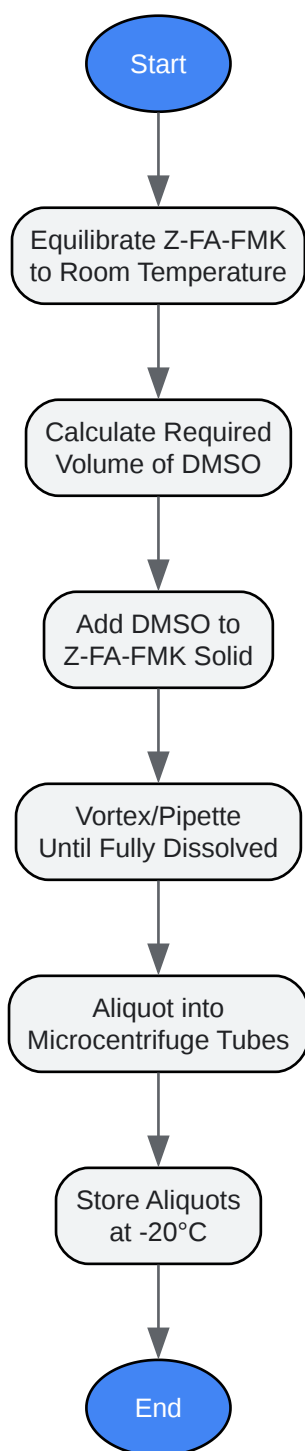 Start
Equilibrate Z-FA-FMK
to Room Temperature
Calculate Required
Volume of DMSO
Add DMSO to
Z-FA-FMK Solid
Vortex/Pipette
Until Fully Dissolved
Aliquot into
Microcentrifuge Tubes
Store Aliquots
at -20°C
End